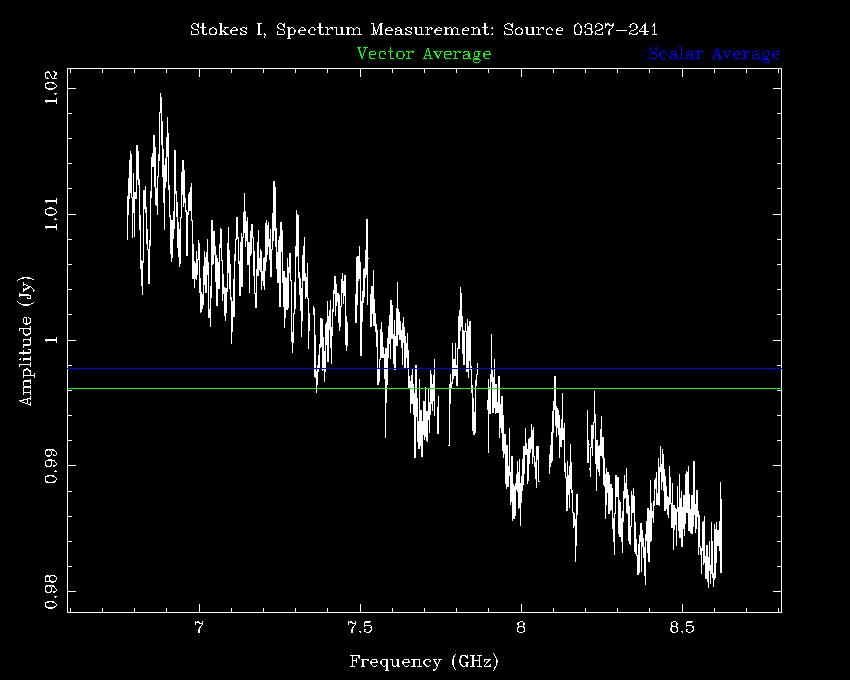 Stokes I, Spectrum Measurement: Source 0327-241
Vector Average Scalar Average
1.02
1.01
1
0.99
0.98
Amplitude (Jy)
7 7.5 8 8.5
Frequency (GHz)